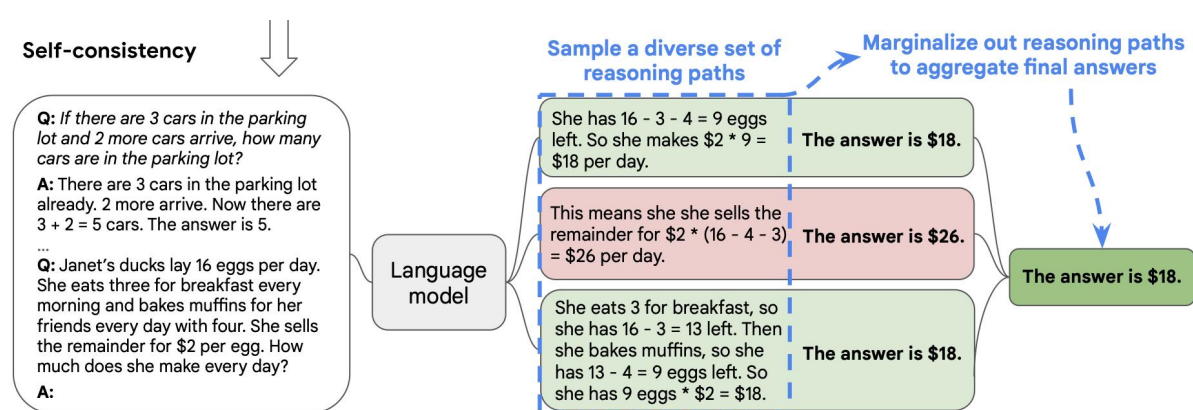 Self-consistency
Q: If there are 3 cars in the parking
lot and 2 more cars arrive, how many
cars are in the parking lot?
A: There are 3 cars in the parking lot
already. 2 more arrive. Now there are
3 + 2 = 5 cars. The answer is 5.
...
Q: Janet’s ducks lay 16 eggs per day.
She eats three for breakfast every
morning and bakes muffins for her
friends every day with four. She sells
the remainder for $2 per egg. How
much does she make every day?
A:
Language
model
Sample a diverse set of
reasoning paths
She has 16 - 3 - 4 = 9 eggs
left. So she makes $2 * 9 =
$18 per day.
The answer is $18.
This means she she sells the
remainder for $2 * (16 - 4 - 3)
= $26 per day.
The answer is $26.
She eats 3 for breakfast, so
she has 16 - 3 = 13 left. Then
she bakes muffins, so she
has 13 - 4 = 9 eggs left. So
she has 9 eggs * $2 = $18.
The answer is $18.
Marginalize out reasoning paths
to aggregate final answers
The answer is $18.